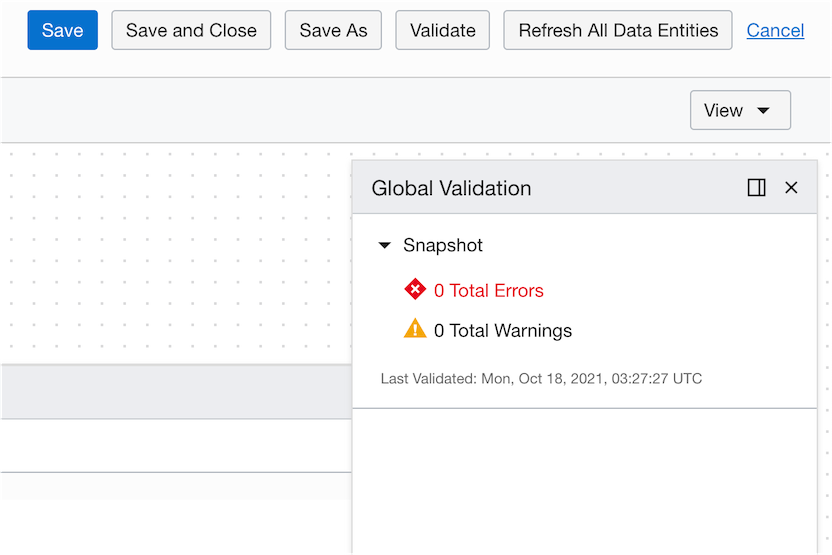 Save Save and Close Save As Validate Refresh All Data Entities Cancel
View
Global Validation
Snapshot
0 Total Errors
0 Total Warnings
Last Validated: Mon, Oct 18, 2021, 03:27:27 UTC